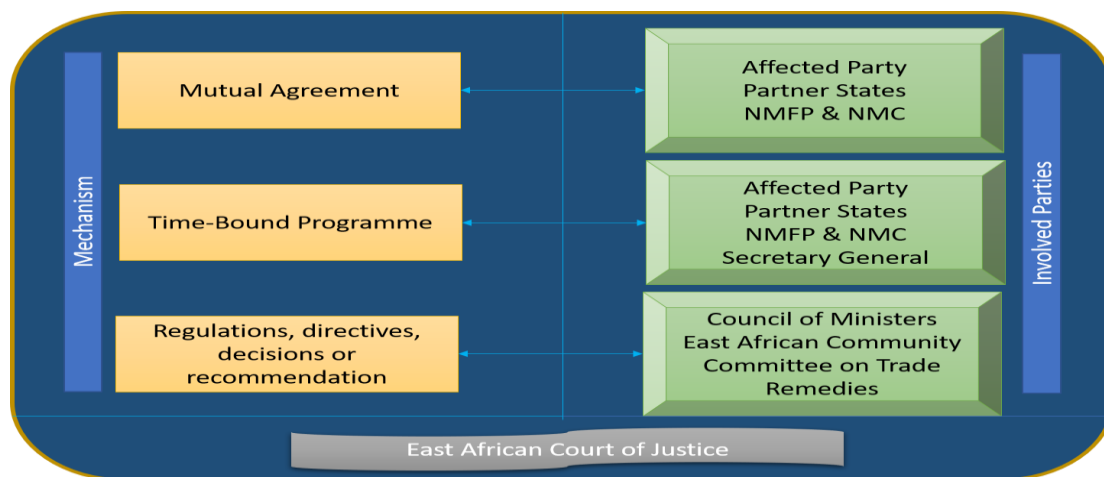 Mechanism
Mutual Agreement
Affected Party
Partner States
NMFP & NMC
Time-Bound Programme
Affected Party
Partner States
NMFP & NMC
Secretary General
Regulations, directives,
decisions or
recommendation
Council of Ministers
East African Community
Committee on Trade
Remedies
Involved Parties
East African Court of Justice